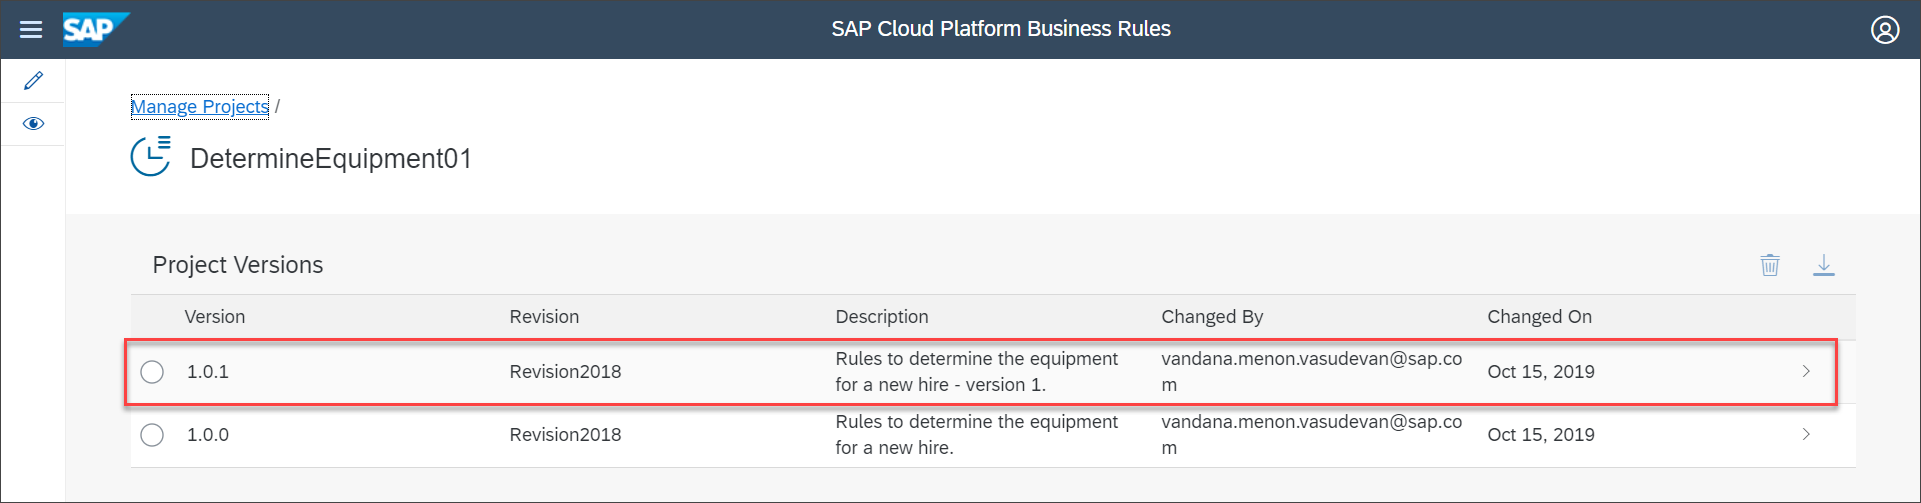 SAP
SAP Cloud Platform Business Rules
Manage Projects /
DetermineEquipment01
Project Versions
Version Revision Description Changed By Changed On
1.0.1 Revision2018 Rules to determine the equipment vandana.menon.vasudevan@sap.co Oct 15, 2019
for a new hire - version 1. m
1.0.0 Revision2018 Rules to determine the equipment vandana.menon.vasudevan@sap.co Oct 15, 2019
for a new hire. m